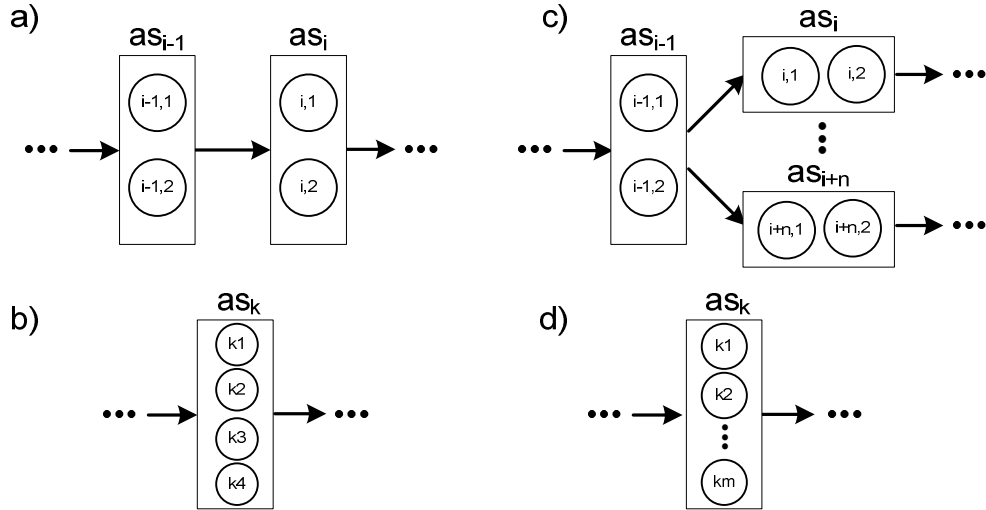 a)
as i-1
as i
i-1,1
i-1,2
i,1
i,2
c)
as i-1
i-1,1
i-1,2
as i
i,1 i,2
as i+n
i+n,1 i+n,2
b)
as k
k1
k2
k3
k4
d)
as k
k1
k2
km